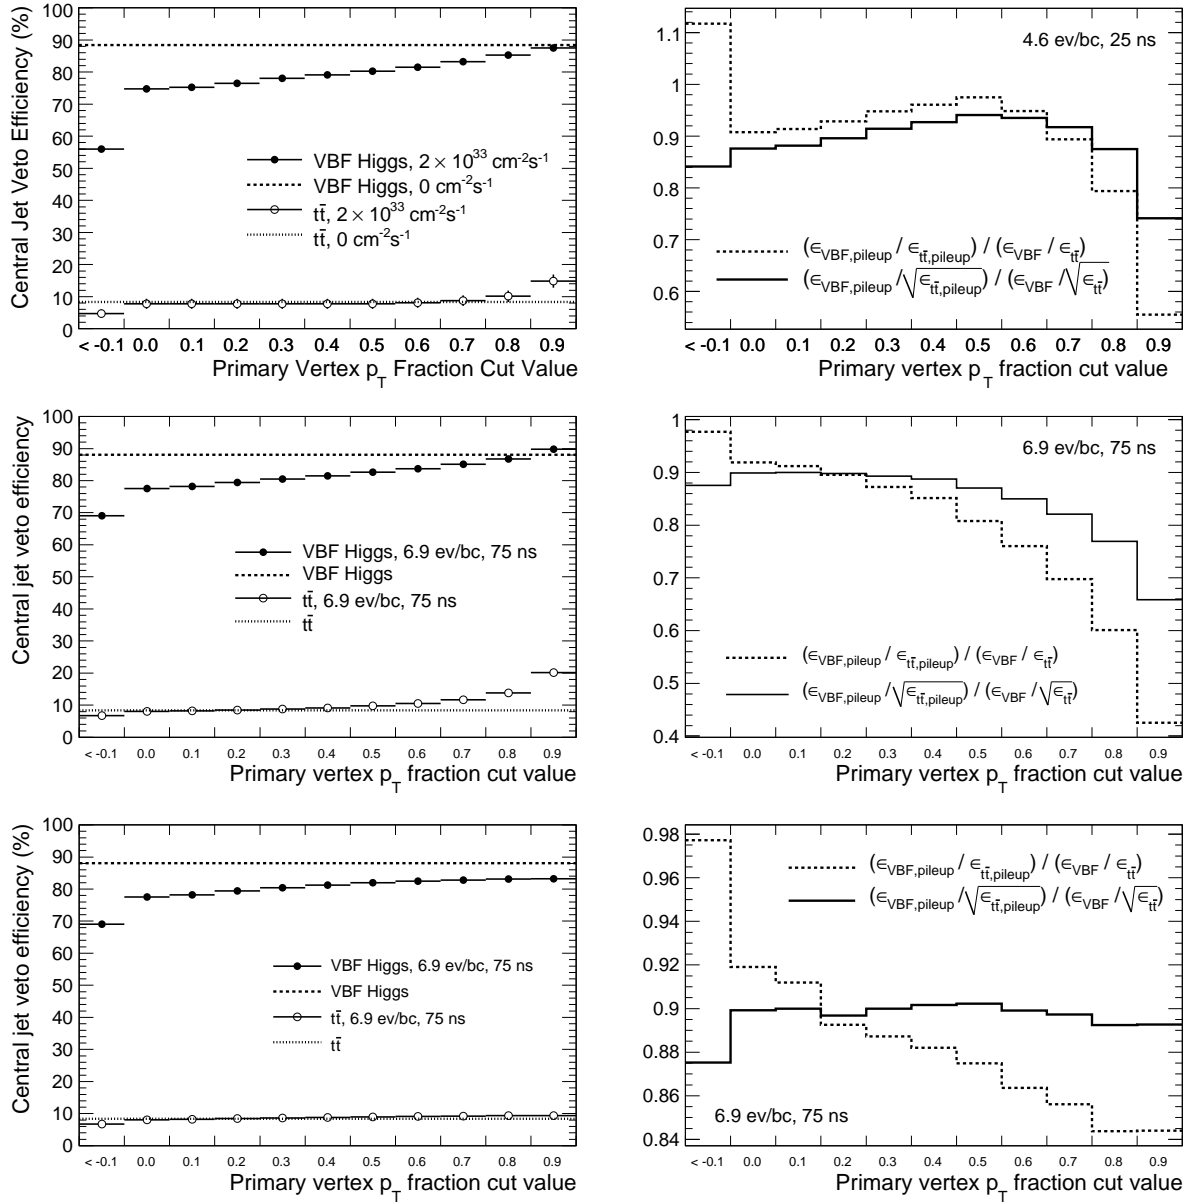 Central Jet Veto Efficiency (%)
100
90
80
70
60
50
40
30
20
10
0
VBF Higgs, 2 × 10³³ cm⁻²s⁻¹
VBF Higgs, 0 cm⁻²s⁻¹
tt̄, 2 × 10³³ cm⁻²s⁻¹
tt̄, 0 cm⁻²s⁻¹
< -0.1 0.0 0.1 0.2 0.3 0.4 0.5 0.6 0.7 0.8 0.9
Primary Vertex p_T Fraction Cut Value
1.1
1
0.9
0.8
0.7
0.6
4.6 ev/bc, 25 ns
(ϵ_VBF,pileup / ϵ_tt̄,pileup) / (ϵ_VBF / ϵ_tt̄)
(ϵ_VBF,pileup / √ϵ_tt̄,pileup) / (ϵ_VBF / √ϵ_tt̄)
< -0.1 0.0 0.1 0.2 0.3 0.4 0.5 0.6 0.7 0.8 0.9
Primary vertex p_T fraction cut value
Central jet veto efficiency
100
90
80
70
60
50
40
30
20
10
0
VBF Higgs, 6.9 ev/bc, 75 ns
VBF Higgs
tt̄, 6.9 ev/bc, 75 ns
tt̄
< -0.1 0.0 0.1 0.2 0.3 0.4 0.5 0.6 0.7 0.8 0.9
Primary vertex p_T fraction cut value
1
0.9
0.8
0.7
0.6
0.5
0.4
6.9 ev/bc, 75 ns
(ϵ_VBF,pileup / ϵ_tt̄,pileup) / (ϵ_VBF / ϵ_tt̄)
(ϵ_VBF,pileup / √ϵ_tt̄,pileup) / (ϵ_VBF / √ϵ_tt̄)
< -0.1 0.0 0.1 0.2 0.3 0.4 0.5 0.6 0.7 0.8 0.9
Primary vertex p_T fraction cut value
Central jet veto efficiency (%)
100
90
80
70
60
50
40
30
20
10
0
VBF Higgs, 6.9 ev/bc, 75 ns
VBF Higgs
tt̄, 6.9 ev/bc, 75 ns
tt̄
< -0.1 0.0 0.1 0.2 0.3 0.4 0.5 0.6 0.7 0.8 0.9
Primary vertex p_T fraction cut value
0.98
0.96
0.94
0.92
0.9
0.88
0.86
0.84
(ϵ_VBF,pileup / ϵ_tt̄,pileup) / (ϵ_VBF / ϵ_tt̄)
(ϵ_VBF,pileup / √ϵ_tt̄,pileup) / (ϵ_VBF / √ϵ_tt̄)
6.9 ev/bc, 75 ns
< -0.1 0.0 0.1 0.2 0.3 0.4 0.5 0.6 0.7 0.8 0.9
Primary vertex p_T fraction cut value